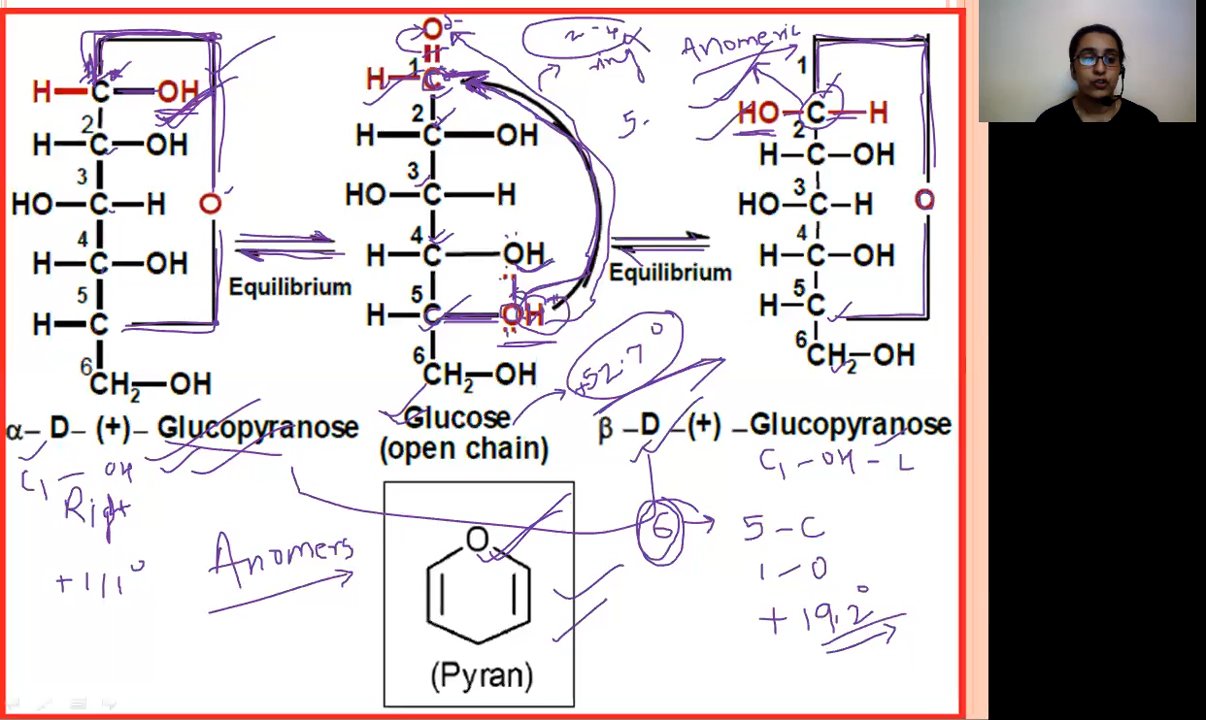 H–C–OH
2
H–C–OH
3
HO–C–H
O
4
H–C–OH
5
H–C
6
CH2–OH
α– D– (+)– Glucopyranose
C1 – OH
Right
+111°
Equilibrium
O δ-
H
1
H–C
2
H–C–OH
3
HO–C–H
4
H–C–OH
5
H–C–OH
6
CH2–OH
Glucose
(open chain)
+52.7°
ring
5-
Equilibrium
Anomeric
1
HO–C–H
2
H–C–OH
3
HO–C–H
O
4
H–C–OH
5
H–C
6
CH2–OH
β –D –(+) –Glucopyranose
C1 – OH – L
6
5 – C
1 – O
+ 19.2°
Anomers
O
(Pyran)